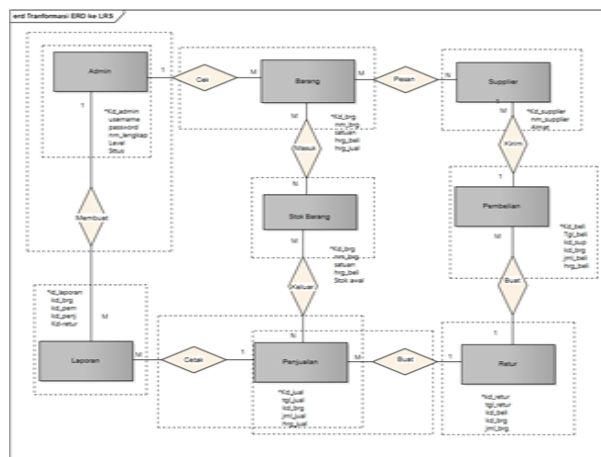 erd Tranformasi ERD ke LRS
Admin
1
Cek
M
Barang
M
Pesan
N
Supplier
*Kd_admin
username
password
nm_lengkap
Level
1
*Kd_brg
nm_brg
satuan
hrg_beli
hrg_jual
M
Masuk
N
*Kd_supplier
nm_supplier
Almat
1
M
Kirim
1
Membuat
M
Stok Barang
*Kd_brg
nm_brg
satuan
hrg_beli
Stok awal
M
Keluar
N
Pembelian
*Kd_beli
Tgl_beli
kd_sup
kd_brg
jml_beli
hrg_beli
M
Buat
1
*id_laporan
kd_brg
kd_pem
kd_penj
Kd-retur
Laporan
M
Cetak
1
Penjualan
M
Buat
1
Retur
*Kd_jual
tgl_jual
kd_brg
jml_jual
hrg_jual
*kd_retur
tgl_retur
kd_beli
kd_brg
jml_brg